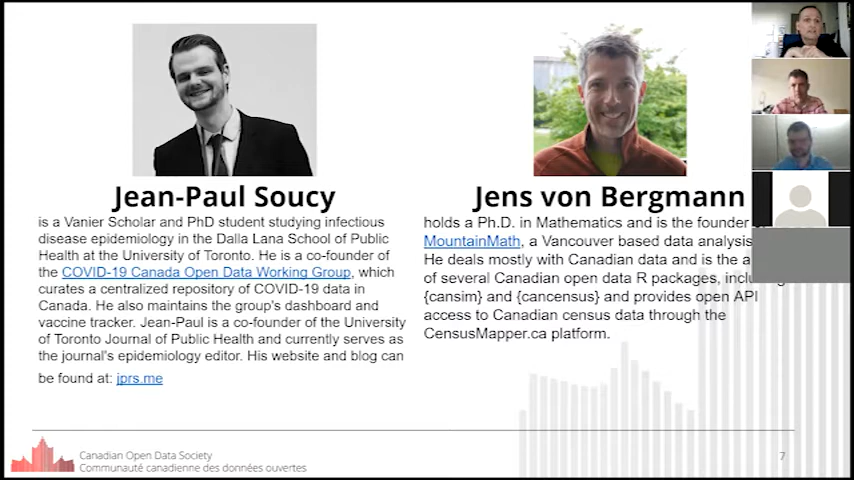 Jean-Paul Soucy
is a Vanier Scholar and PhD student studying infectious
disease epidemiology in the Dalla Lana School of Public
Health at the University of Toronto. He is a co-founder of
the COVID-19 Canada Open Data Working Group, which
curates a centralized repository of COVID-19 data in
Canada. He also maintains the group's dashboard and
vaccine tracker. Jean-Paul is a co-founder of the University
of Toronto Journal of Public Health and currently serves as
the journal's epidemiology editor. His website and blog can
be found at: jprs.me
Jens von Bergmann
holds a Ph.D. in Mathematics and is the founder
MountainMath, a Vancouver based data analysis
He deals mostly with Canadian data and is the
of several Canadian open data R packages,
{cansim} and {cancensus} and provides open API
access to Canadian census data through the
CensusMapper.ca platform.
Canadian Open Data Society
Communauté canadienne des données ouvertes
7